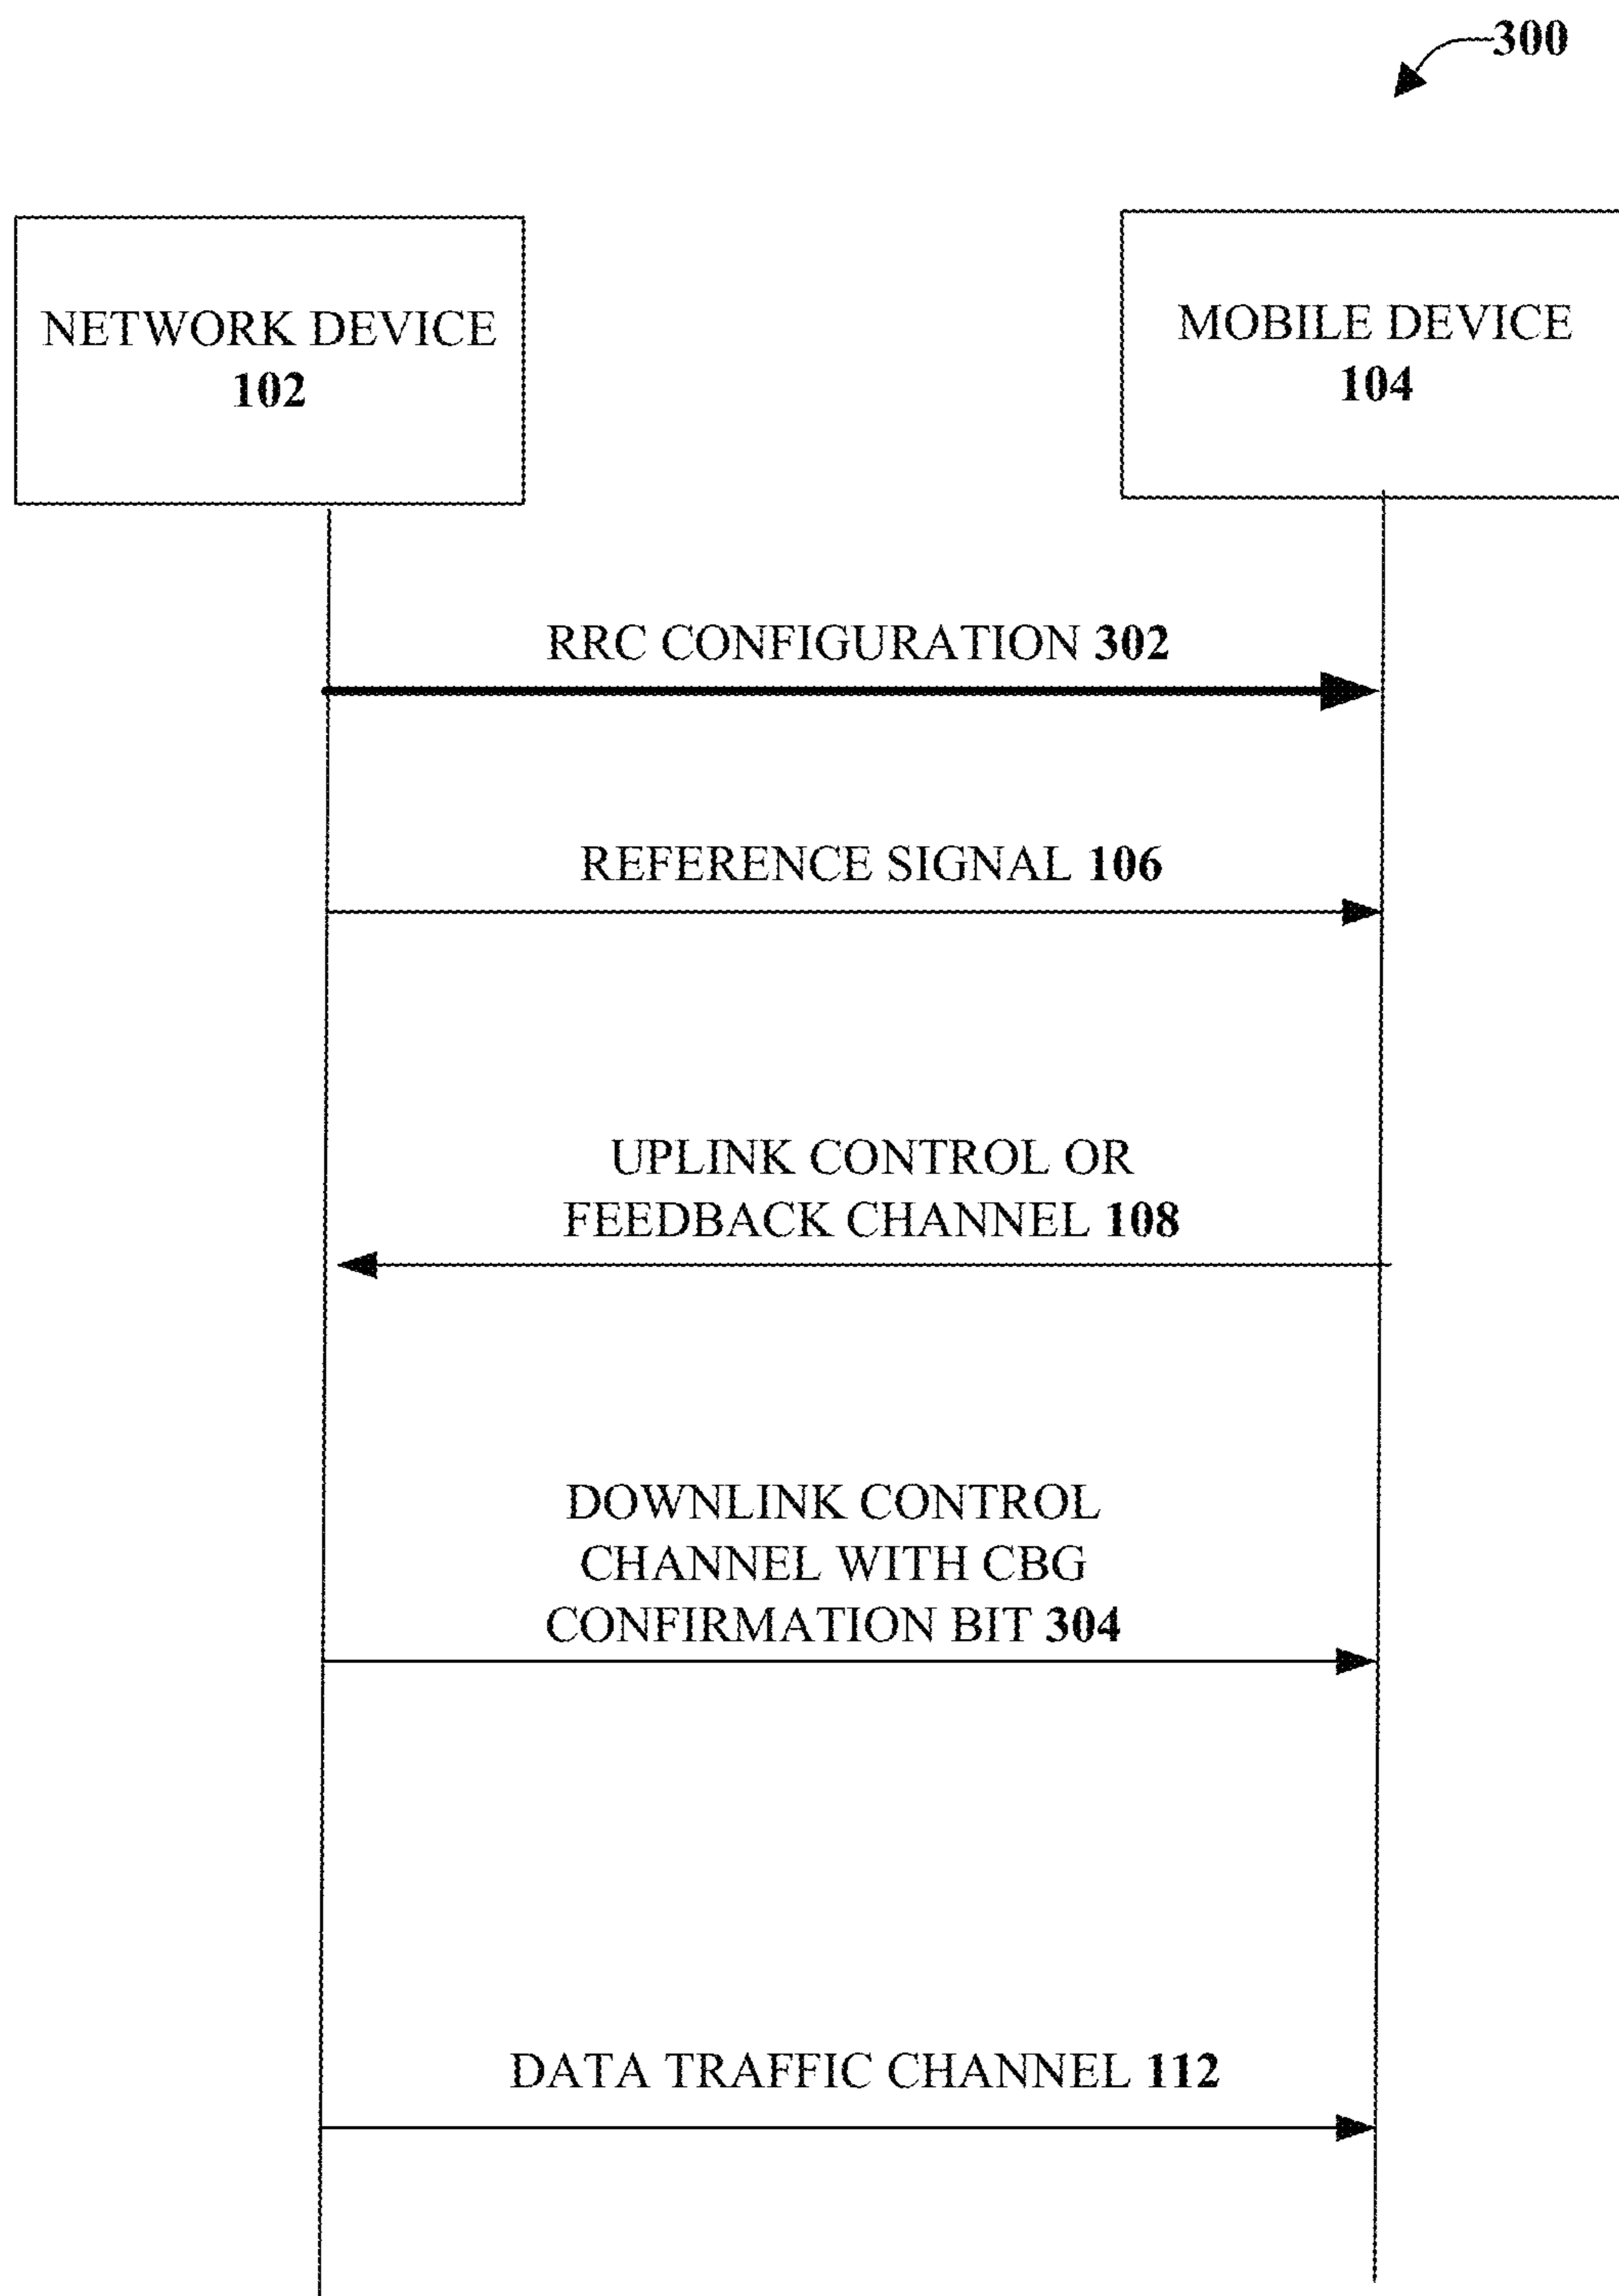 300
NETWORK DEVICE
102
MOBILE DEVICE
104
RRC CONFIGURATION 302
REFERENCE SIGNAL 106
UPLINK CONTROL OR
FEEDBACK CHANNEL 108
DOWNLINK CONTROL
CHANNEL WITH CBG
CONFIRMATION BIT 304
DATA TRAFFIC CHANNEL 112